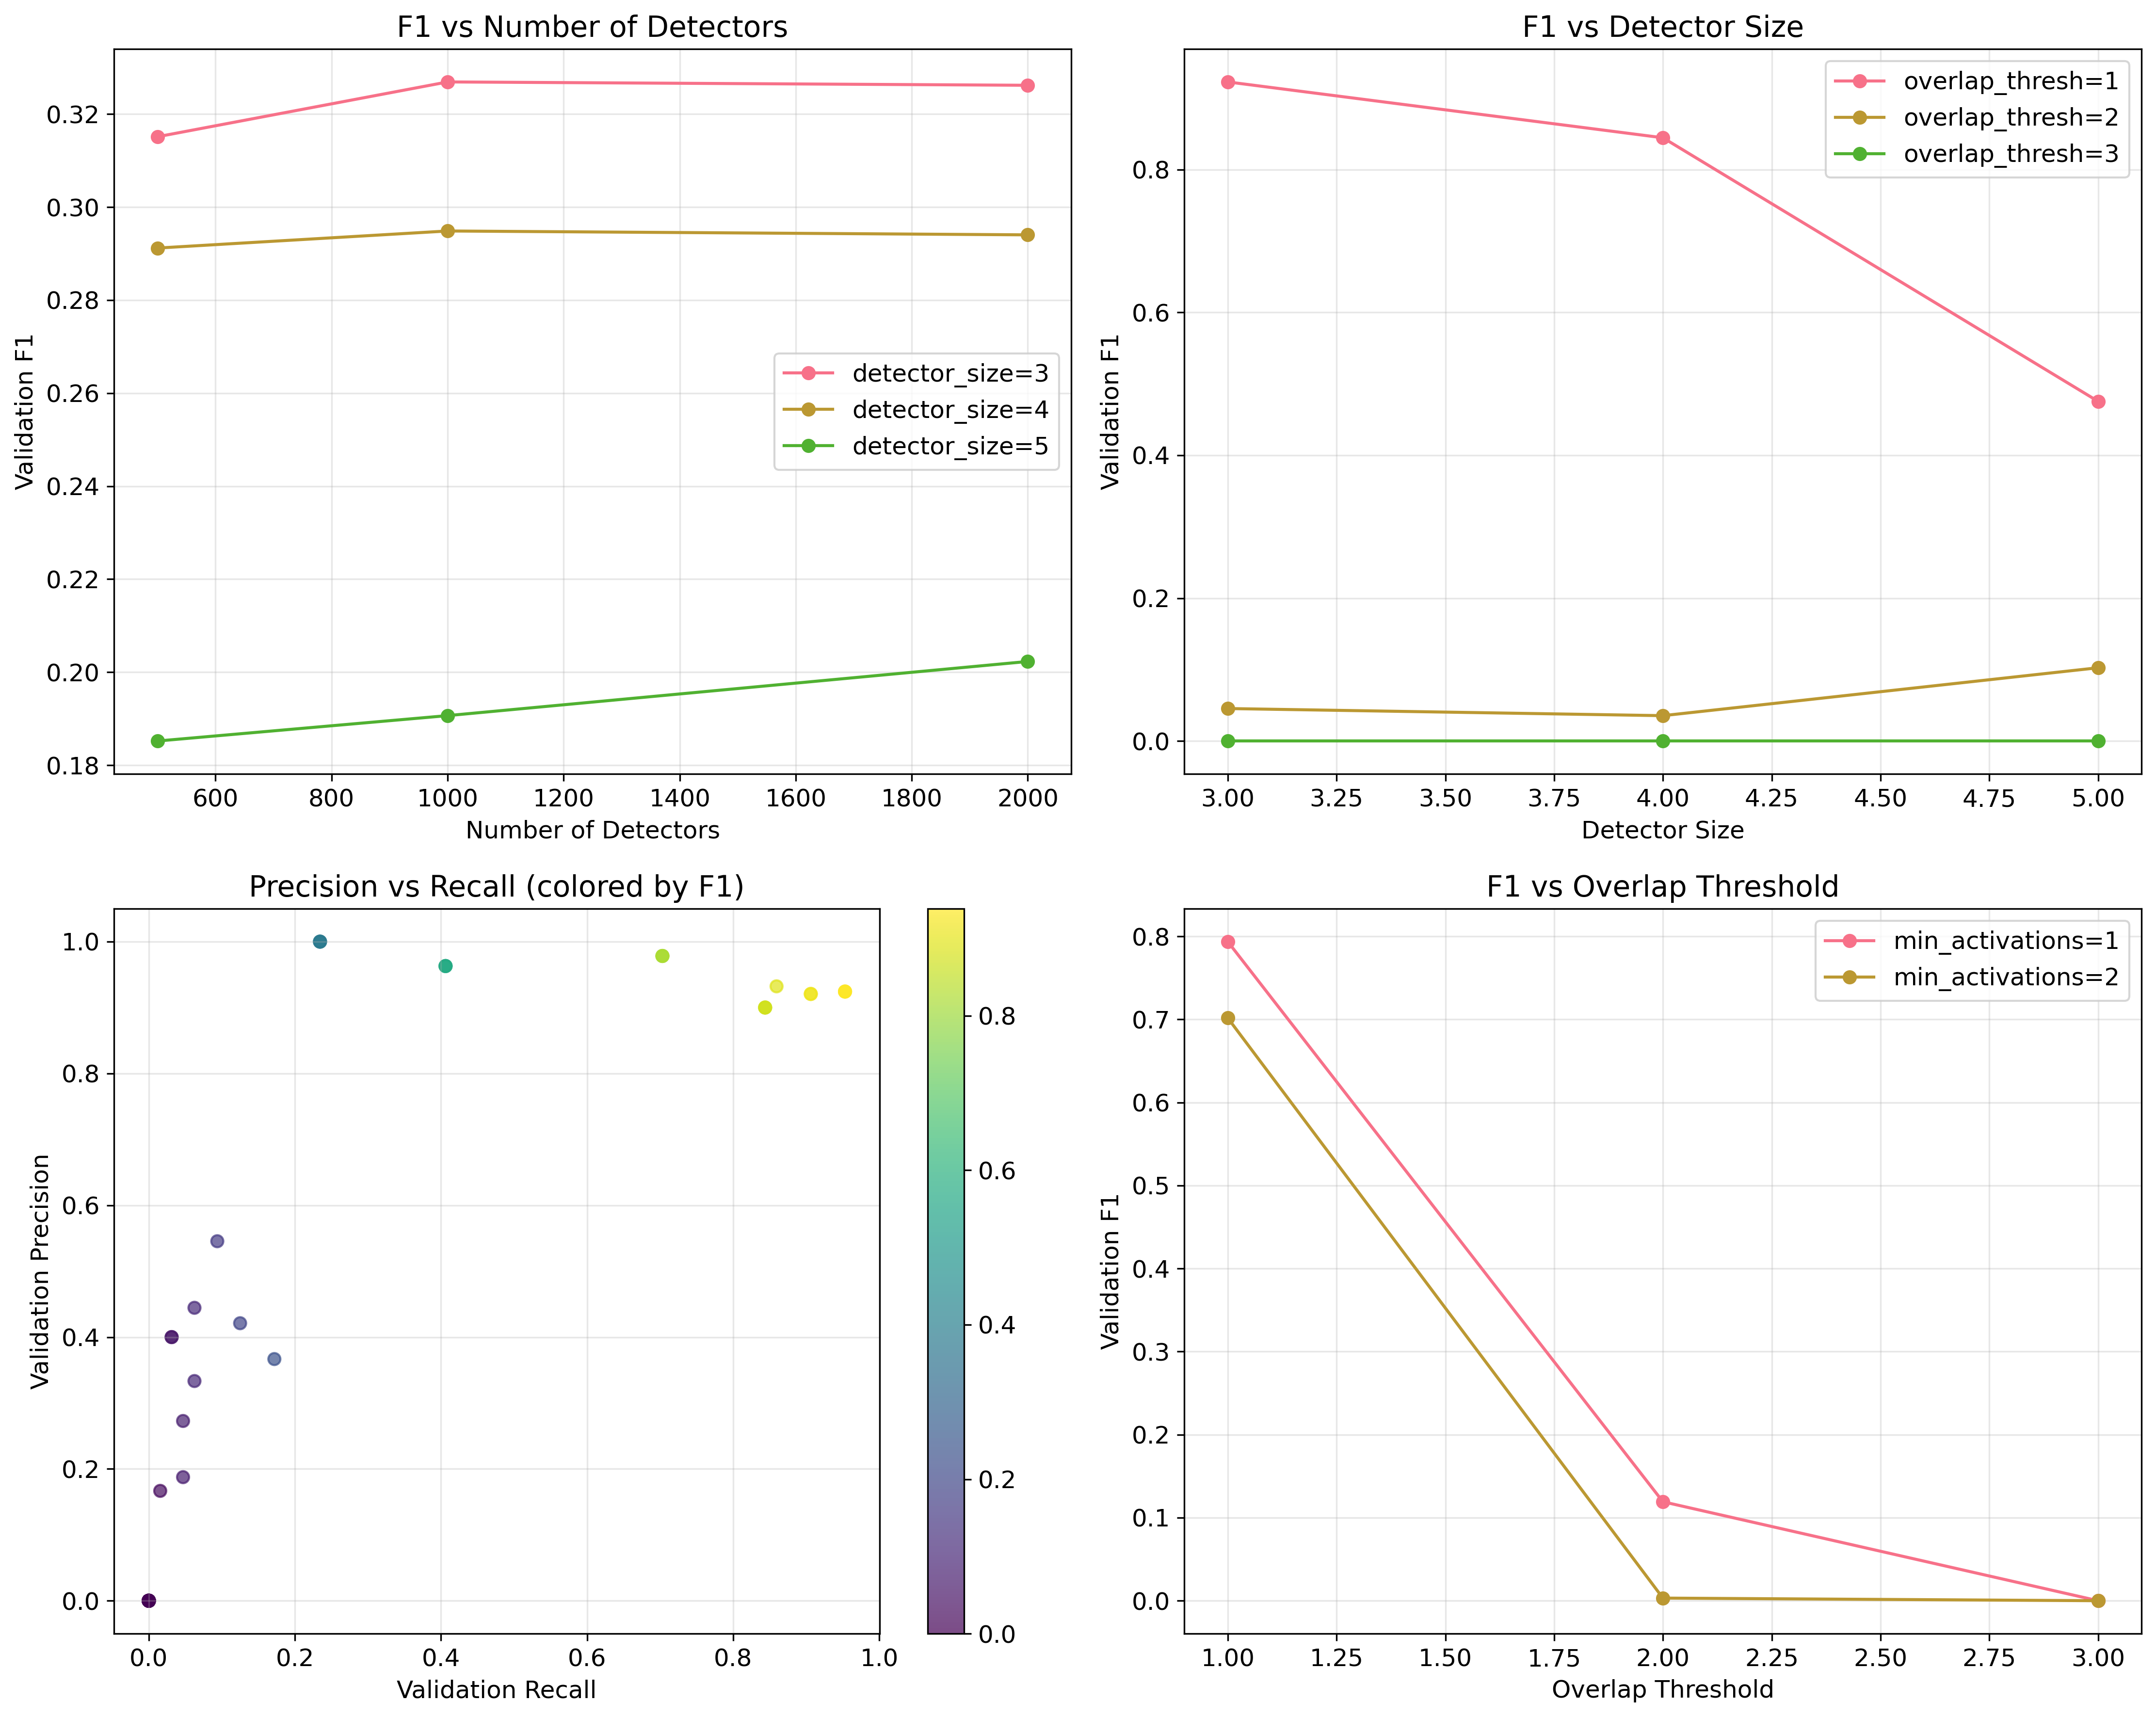 F1 vs Number of Detectors
Validation F1
0.32
0.30
0.28
0.26
0.24
0.22
0.20
0.18
detector_size=3
detector_size=4
detector_size=5
600 800 1000 1200 1400 1600 1800 2000
Number of Detectors
F1 vs Detector Size
Validation F1
0.8
0.6
0.4
0.2
0.0
overlap_thresh=1
overlap_thresh=2
overlap_thresh=3
3.00 3.25 3.50 3.75 4.00 4.25 4.50 4.75 5.00
Detector Size
Precision vs Recall (colored by F1)
Validation Precision
1.0
0.8
0.6
0.4
0.2
0.0
0.0 0.2 0.4 0.6 0.8 1.0
Validation Recall
0.8
0.6
0.4
0.2
0.0
F1 vs Overlap Threshold
Validation F1
0.8
0.7
0.6
0.5
0.4
0.3
0.2
0.1
0.0
min_activations=1
min_activations=2
1.00 1.25 1.50 1.75 2.00 2.25 2.50 2.75 3.00
Overlap Threshold